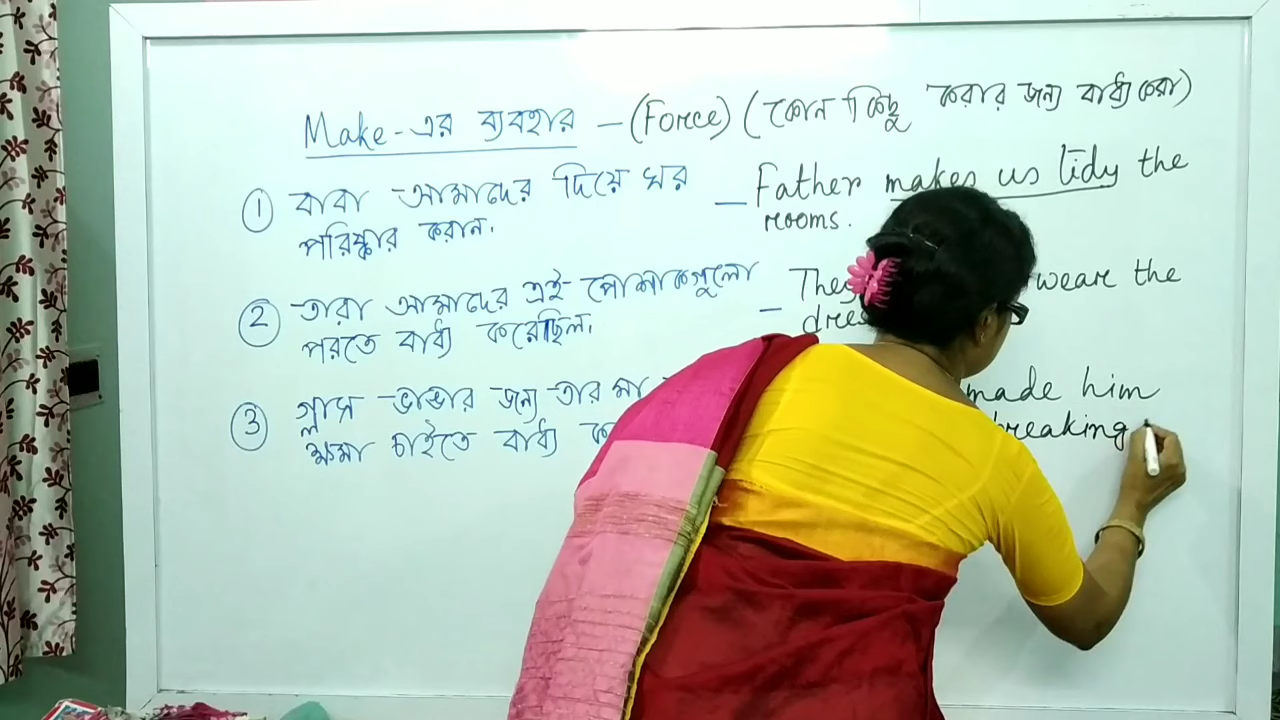 Make-এর ব্যবহার – (Force) (কোন কিছু করার জন্য বাধ্য করা)
① বাবা আমাদের দিয়ে ঘর
পরিষ্কার করান.
– Father makes us tidy the
rooms.
② তারা আমাদের এই পোশাকগুলো
পরতে বাধ্য করেছিল.
– wear the
③ গ্লাস ভাঙার জন্য তার মা
ক্ষমা চাইতে বাধ্য
made him
breaking